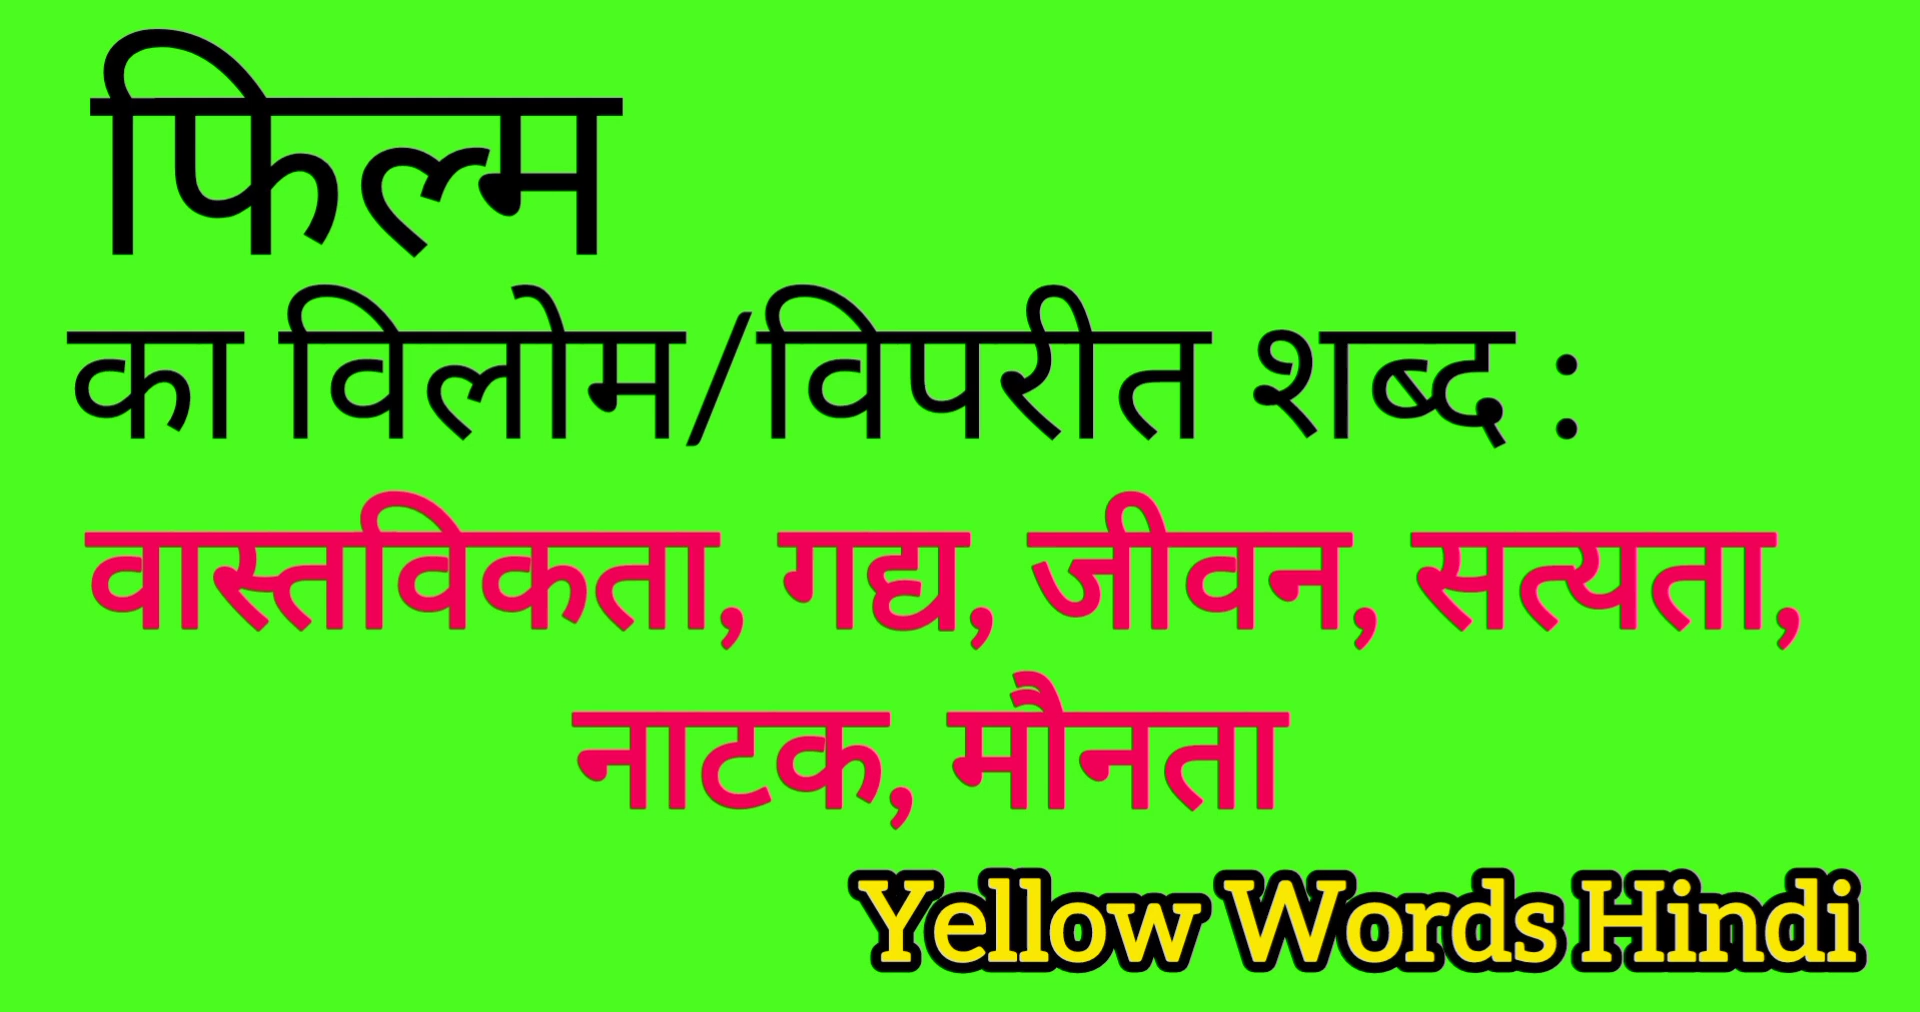 फिल्म
का विलोम/विपरीत शब्द :
वास्तविकता, गद्य, जीवन, सत्यता,
नाटक, मौनता
Yellow Words Hindi